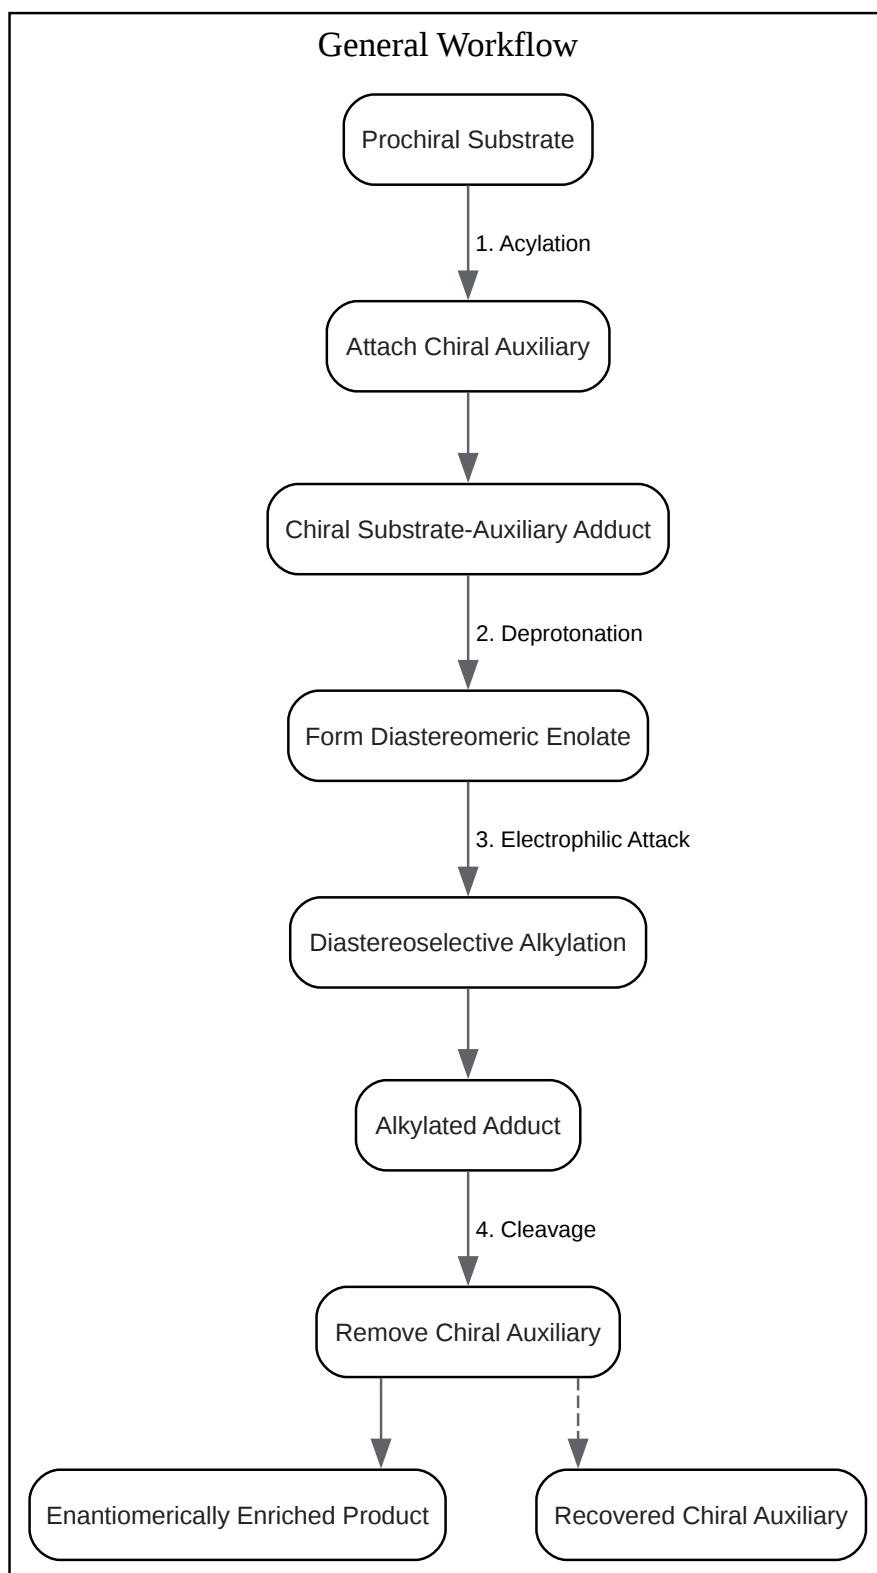 General Workflow
Prochiral Substrate
1. Acylation
Attach Chiral Auxiliary
Chiral Substrate-Auxiliary Adduct
2. Deprotonation
Form Diastereomeric Enolate
3. Electrophilic Attack
Diastereoselective Alkylation
Alkylated Adduct
4. Cleavage
Remove Chiral Auxiliary
Enantiomerically Enriched Product
Recovered Chiral Auxiliary